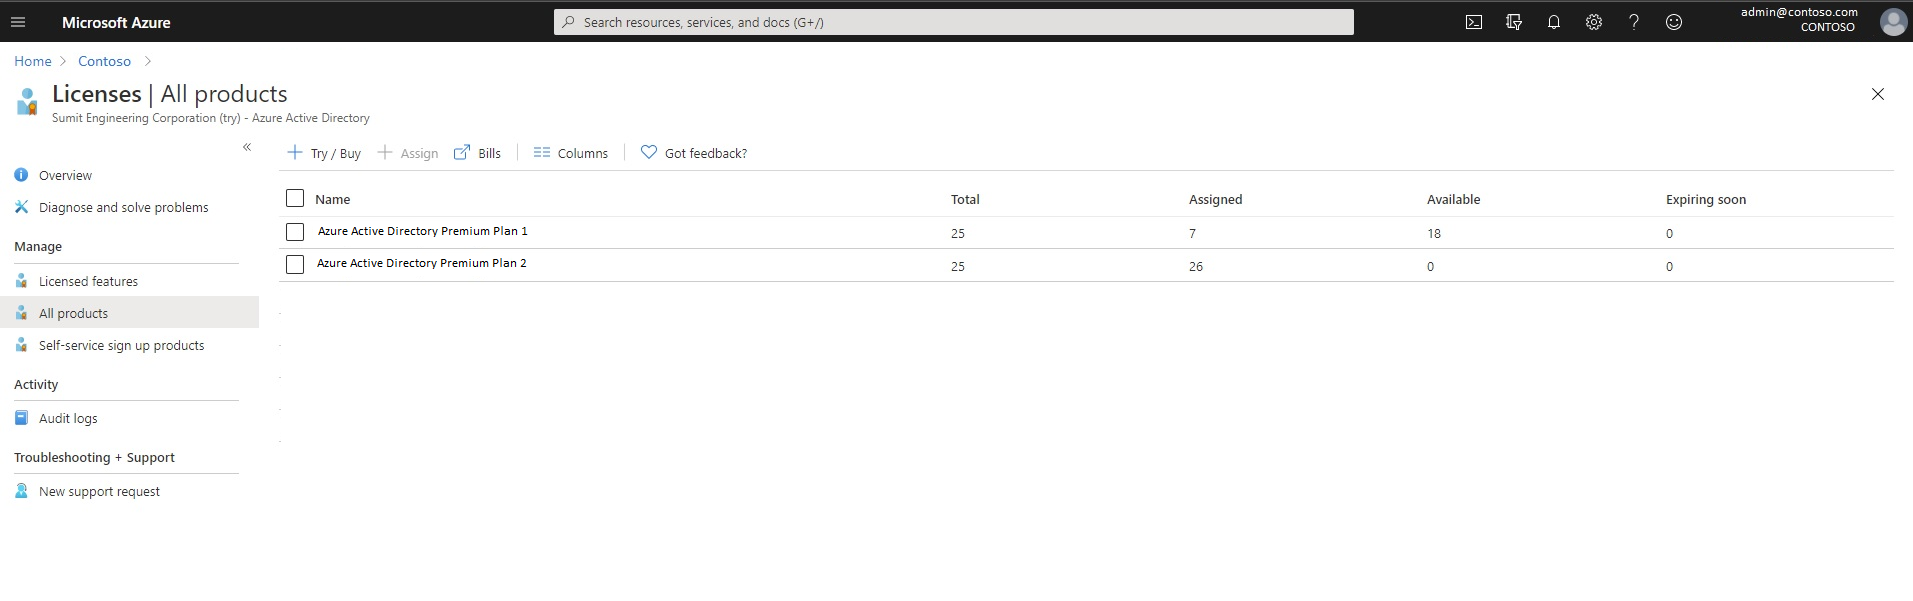 Microsoft Azure
Search resources, services, and docs (G+/)
admin@contoso.com
CONTOSO
Home > Contoso >
Licenses | All products
Sumit Engineering Corporation (try) - Azure Active Directory
«
Try / Buy Assign Bills Columns Got feedback?
Overview
Diagnose and solve problems
Manage
Licensed features
All products
Self-service sign up products
Activity
Audit logs
Troubleshooting + Support
New support request
Name Total Assigned Available Expiring soon
Azure Active Directory Premium Plan 1 25 7 18 0
Azure Active Directory Premium Plan 2 25 26 0 0